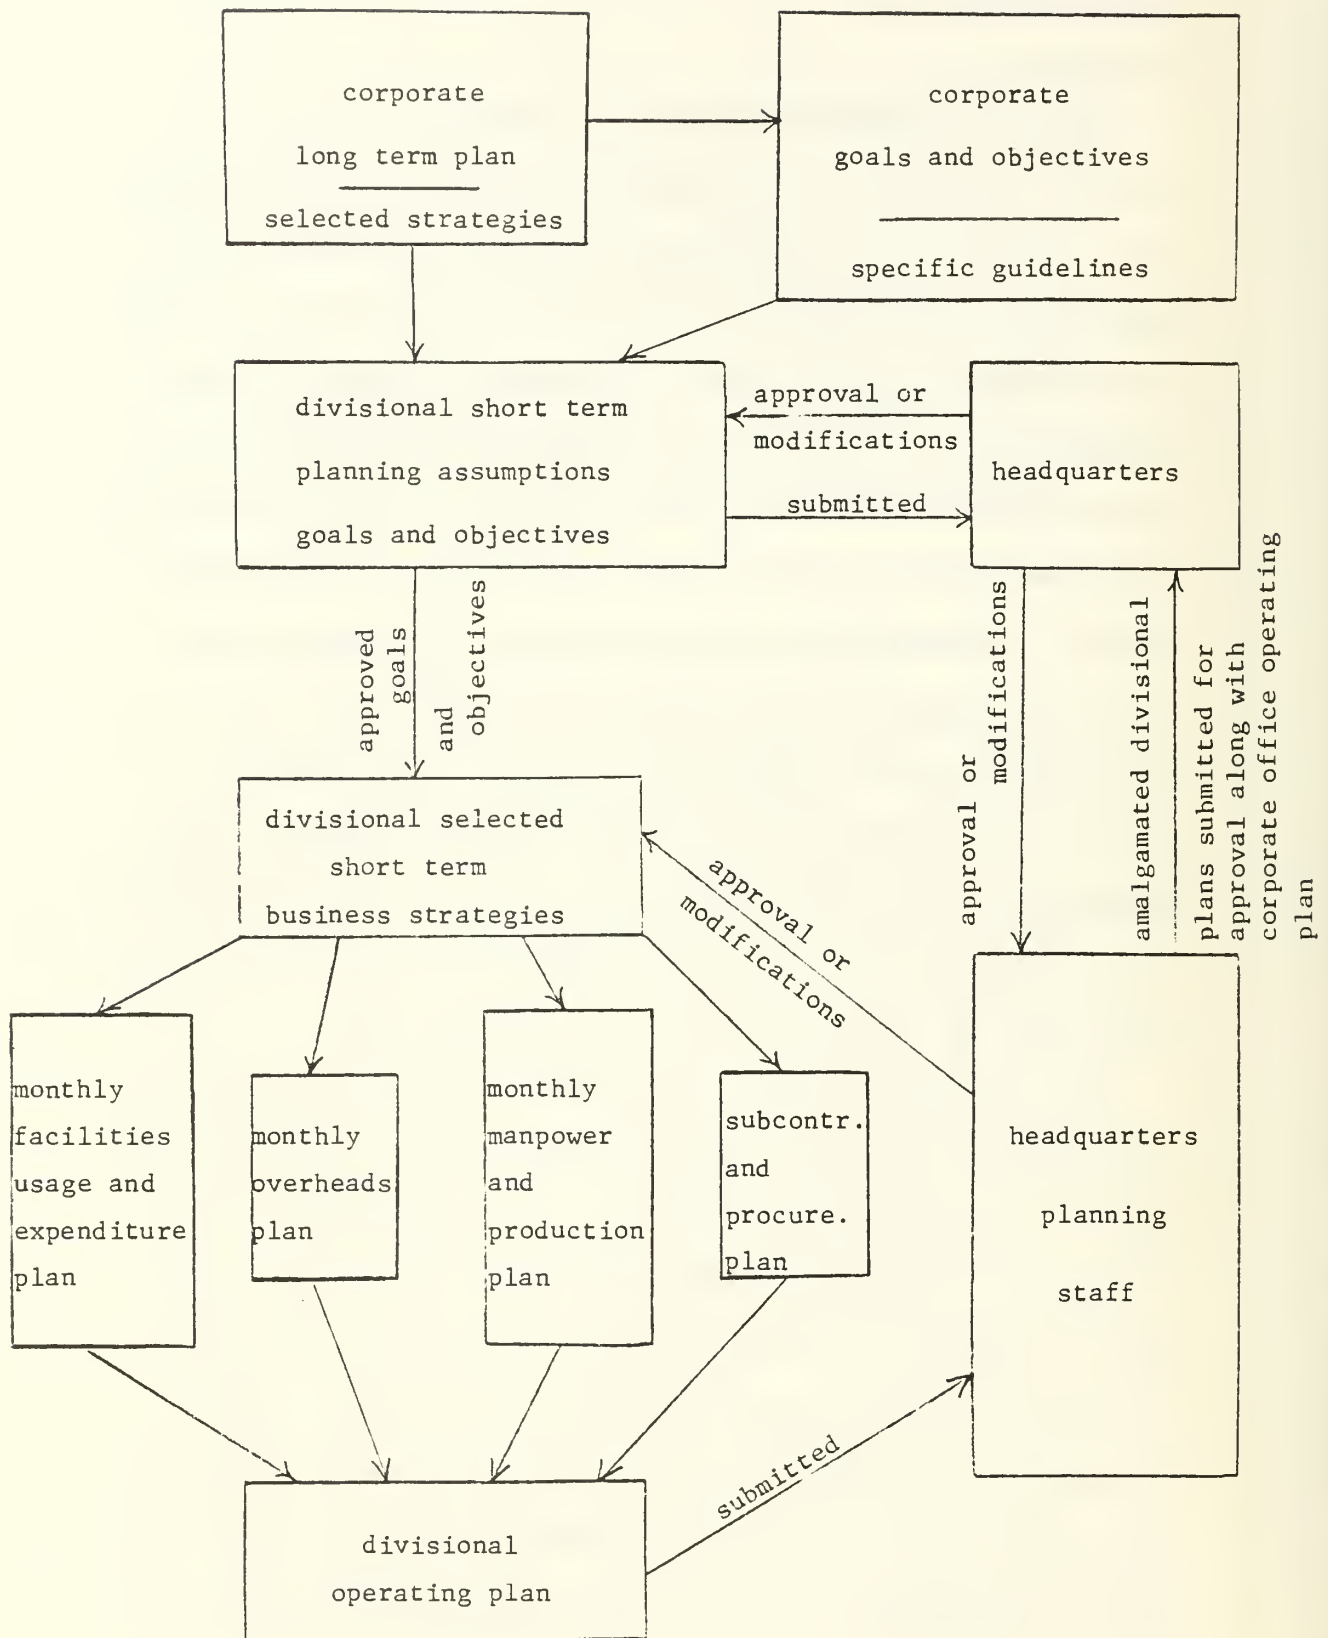 corporate
long term plan
selected strategies
corporate
goals and objectives
specific guidelines
divisional short term
planning assumptions
goals and objectives
approval or
modifications
submitted
headquarters
approved
goals
and
objectives
approval or
modifications
amalgamated divisional
plans submitted for
approval along with
corporate office operating
plan
divisional selected
short term
business strategies
approval or
modifications
monthly
facilities
usage and
expenditure
plan
monthly
overheads
plan
monthly
manpower
and
production
plan
subcontr.
and
procure.
plan
headquarters
planning
staff
submitted
divisional
operating plan